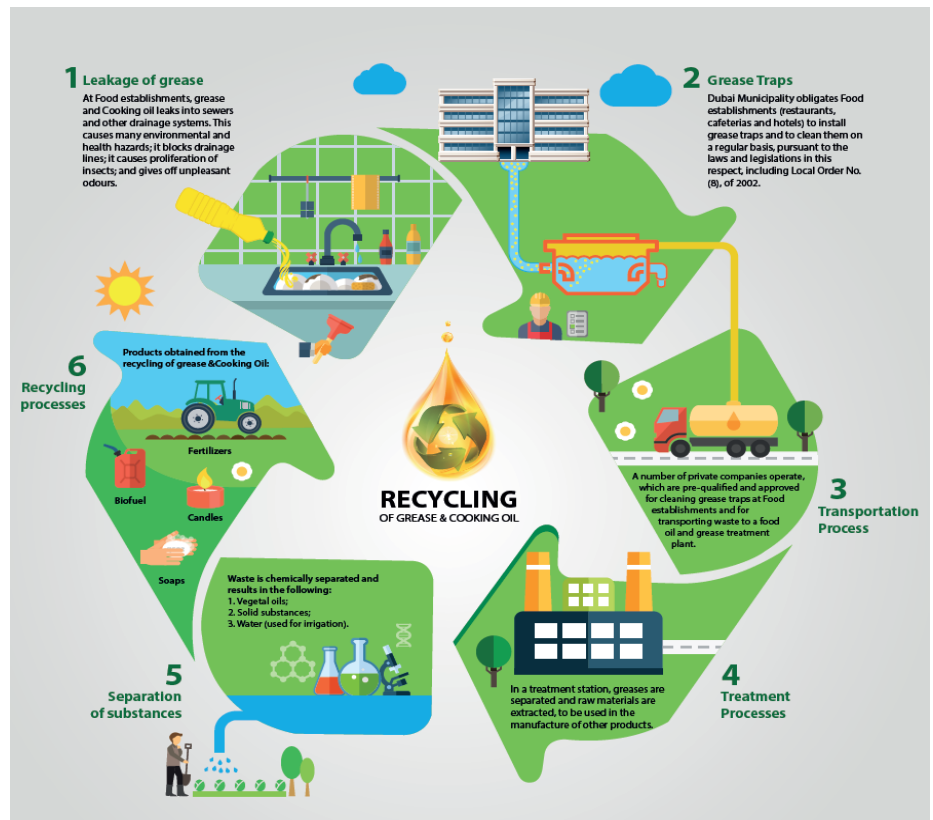 1 Leakage of grease
At Food establishments, grease
and Cooking oil leaks into sewers
and other drainage systems. This
causes many environmental and
health hazards; it blocks drainage
lines; it causes proliferation of
insects; and gives off unpleasant
odours.
2 Grease Traps
Dubai Municipality obligates Food
establishments (restaurants,
cafeterias and hotels) to install
grease traps and to clean them on
a regular basis, pursuant to the
laws and legislations in this
respect, including Local Order No.
(8), of 2002.
3
Transportation
Process
A number of private companies operate,
which are pre-qualified and approved
for cleaning grease traps at Food
establishments and for
transporting waste to a food
oil and grease treatment
plant.
4
Treatment
Processes
In a treatment station, greases are
separated and raw materials are
extracted, to be used in the
manufacture of other products.
5
Separation
of substances
Waste is chemically separated and
results in the following:
1. Vegetal oils;
2. Solid substances;
3. Water (used for irrigation).
6
Recycling
processes
Products obtained from the
recycling of grease &Cooking Oil:
Fertilizers
Biofuel
Candles
Soaps
RECYCLING
OF GREASE & COOKING OIL